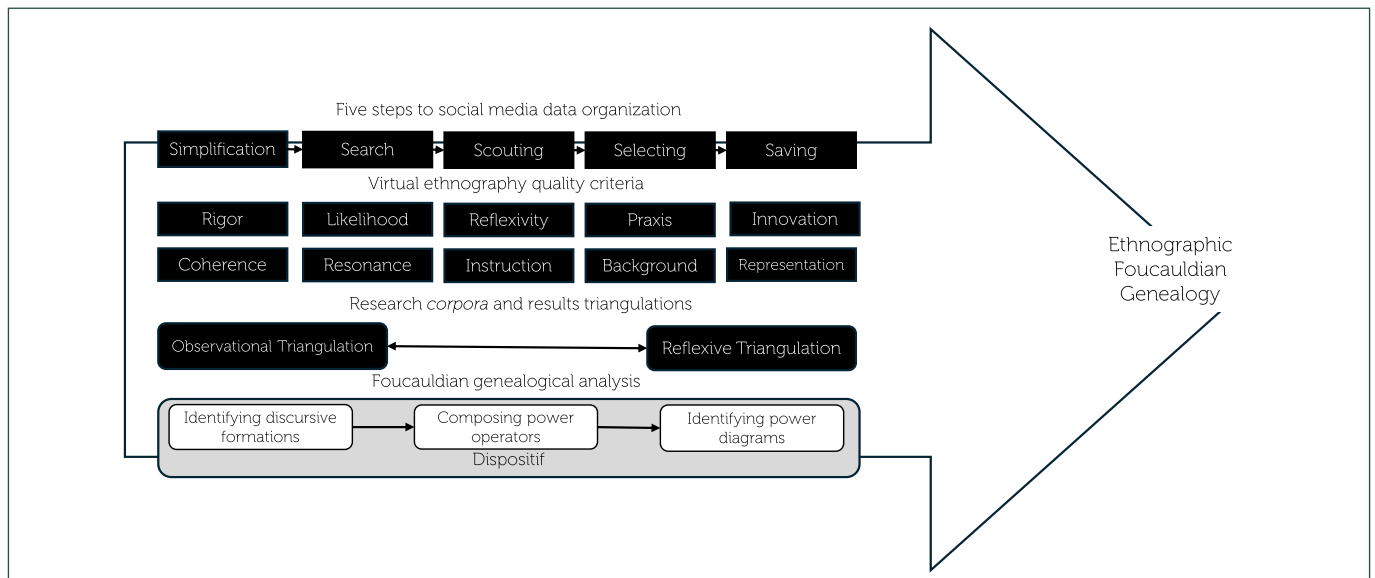 Five steps to social media data organization
Simplification
Search
Scouting
Selecting
Saving
Virtual ethnography quality criteria
Rigor
Likelihood
Reflexivity
Praxis
Innovation
Coherence
Resonance
Instruction
Background
Representation
Research corpora and results triangulations
Observational Triangulation
Reflexive Triangulation
Foucauldian genealogical analysis
Identifying discursive
formations
Composing power
operators
Identifying power
diagrams
Dispositif
Ethnographic
Foucauldian
Genealogy